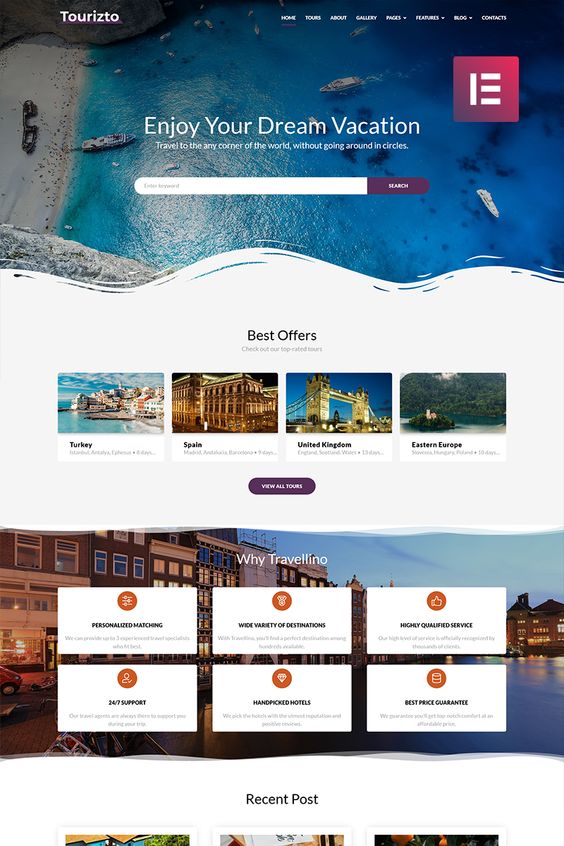 Tourizto
HOME TOURS ABOUT GALLERY PAGES FEATURES BLOG CONTACTS
Enjoy Your Dream Vacation
Travel to the any corner of the world, without going around in circles.
Enter keyword SEARCH
Best Offers
Check out our top-rated tours
Turkey
Istanbul, Antalya, Ephesus • 8 days...
Spain
Madrid, Andalucia, Barcelona • 9 days...
United Kingdom
England, Scotland, Wales • 13 days...
Eastern Europe
Slovenia, Hungary, Poland • 10 days...
VIEW ALL TOURS
Why Travellino
PERSONALIZED MATCHING
We can provide up to 3 experienced travel specialists
who fit best.
WIDE VARIETY OF DESTINATIONS
With Travellino, you'll find a perfect destination among
hundreds available.
HIGHLY QUALIFIED SERVICE
Our high level of service is officially recognized by
thousands of clients.
24/7 SUPPORT
Our travel agents are always there to support you
during your trip.
HANDPICKED HOTELS
We pick the hotels with the utmost reputation and
positive reviews.
BEST PRICE GUARANTEE
We guarantee you'll get top-notch comfort at an
affordable price.
Recent Post